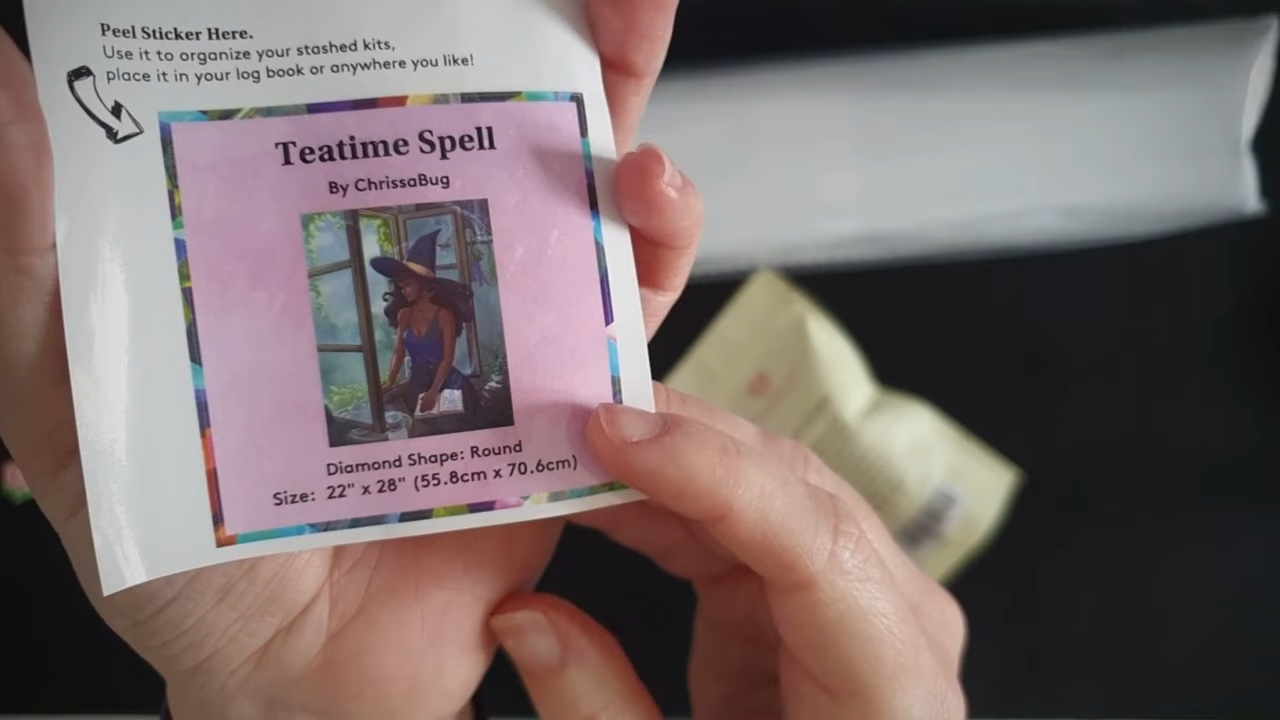 Peel Sticker Here.
Use it to organize your stashed kits,
place it in your log book or anywhere you like!
Teatime Spell
By ChrissaBug
Diamond Shape: Round
Size: 22" x 28" (55.8cm x 70.6cm)